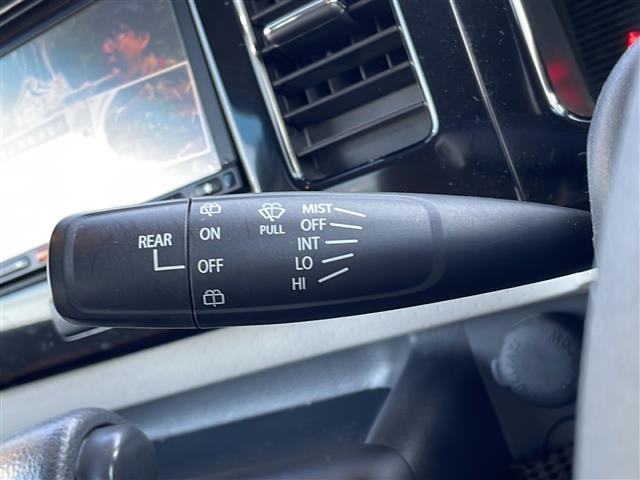 REAR
ON
OFF
PULL
MIST
OFF
INT
LO
HI